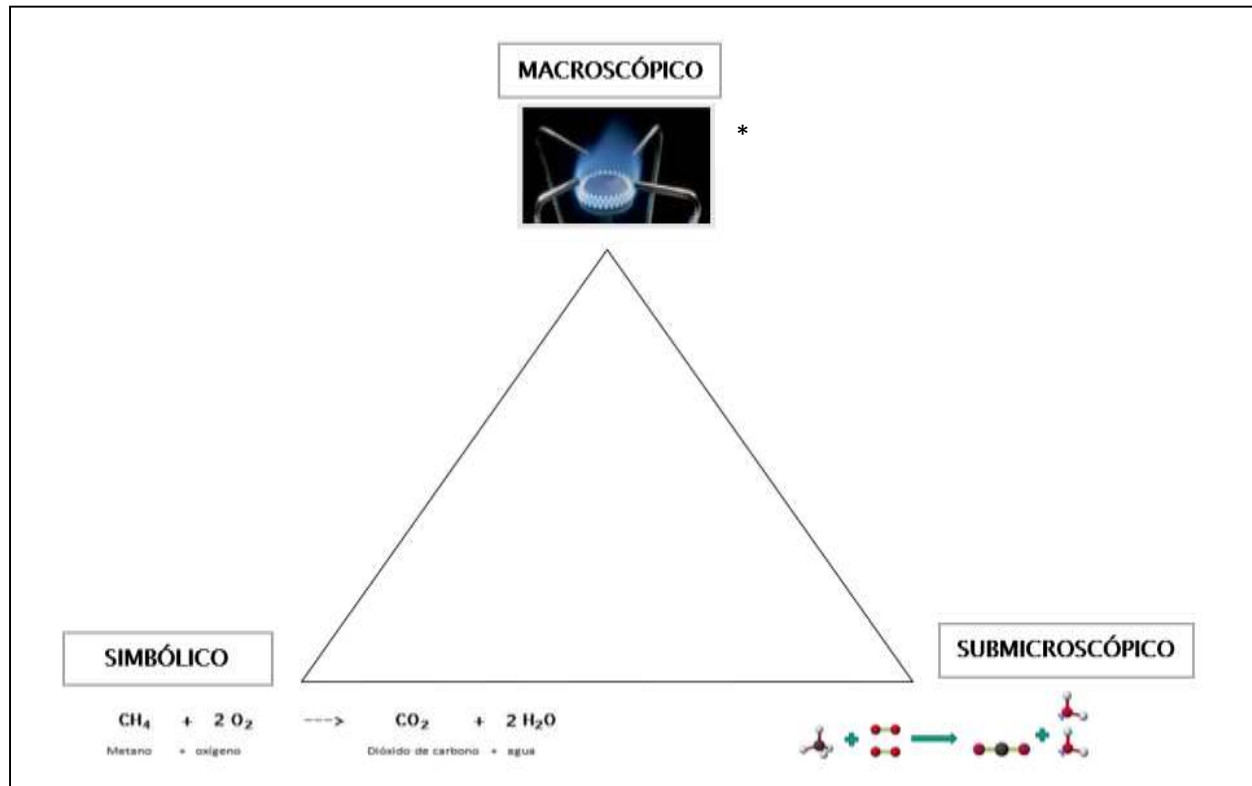 MACROSCÓPICO
*
SIMBÓLICO
SUBMICROSCÓPICO
CH₄ + 2 O₂ ---> CO₂ + 2 H₂O
Metano + oxígeno Dióxido de carbono + agua
+ +